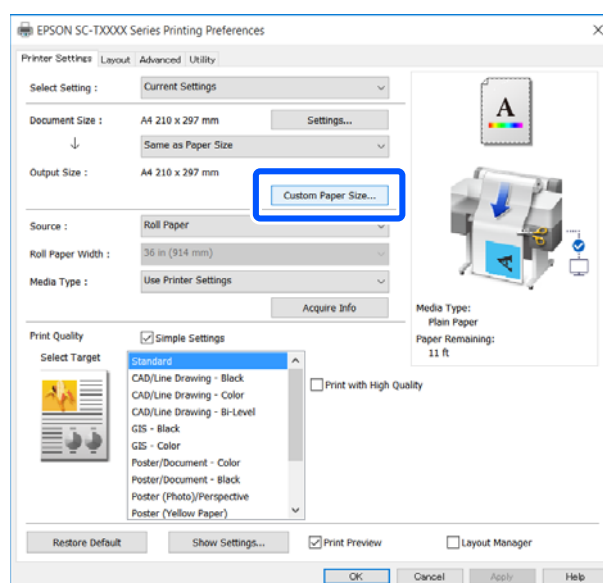 EPSON SC-TXXXX Series Printing Preferences
Printer Settings Layout Advanced Utility
Select Setting : Current Settings
Document Size : A4 210 x 297 mm Settings...
Same as Paper Size
Output Size : A4 210 x 297 mm
Custom Paper Size...
Source : Roll Paper
Roll Paper Width : 36 in (914 mm)
Media Type : Use Printer Settings
Acquire Info
A
A
Media Type:
Plain Paper
Paper Remaining:
11 ft
Print Quality Simple Settings
Select Target
Standard
CAD/Line Drawing - Black
CAD/Line Drawing - Color
CAD/Line Drawing - Bi-Level
GIS - Black
GIS - Color
Poster/Document - Color
Poster/Document - Black
Poster (Photo)/Perspective
Poster (Yellow Paper)
Print with High Quality
Restore Default Show Settings... Print Preview Layout Manager
OK Cancel Apply Help